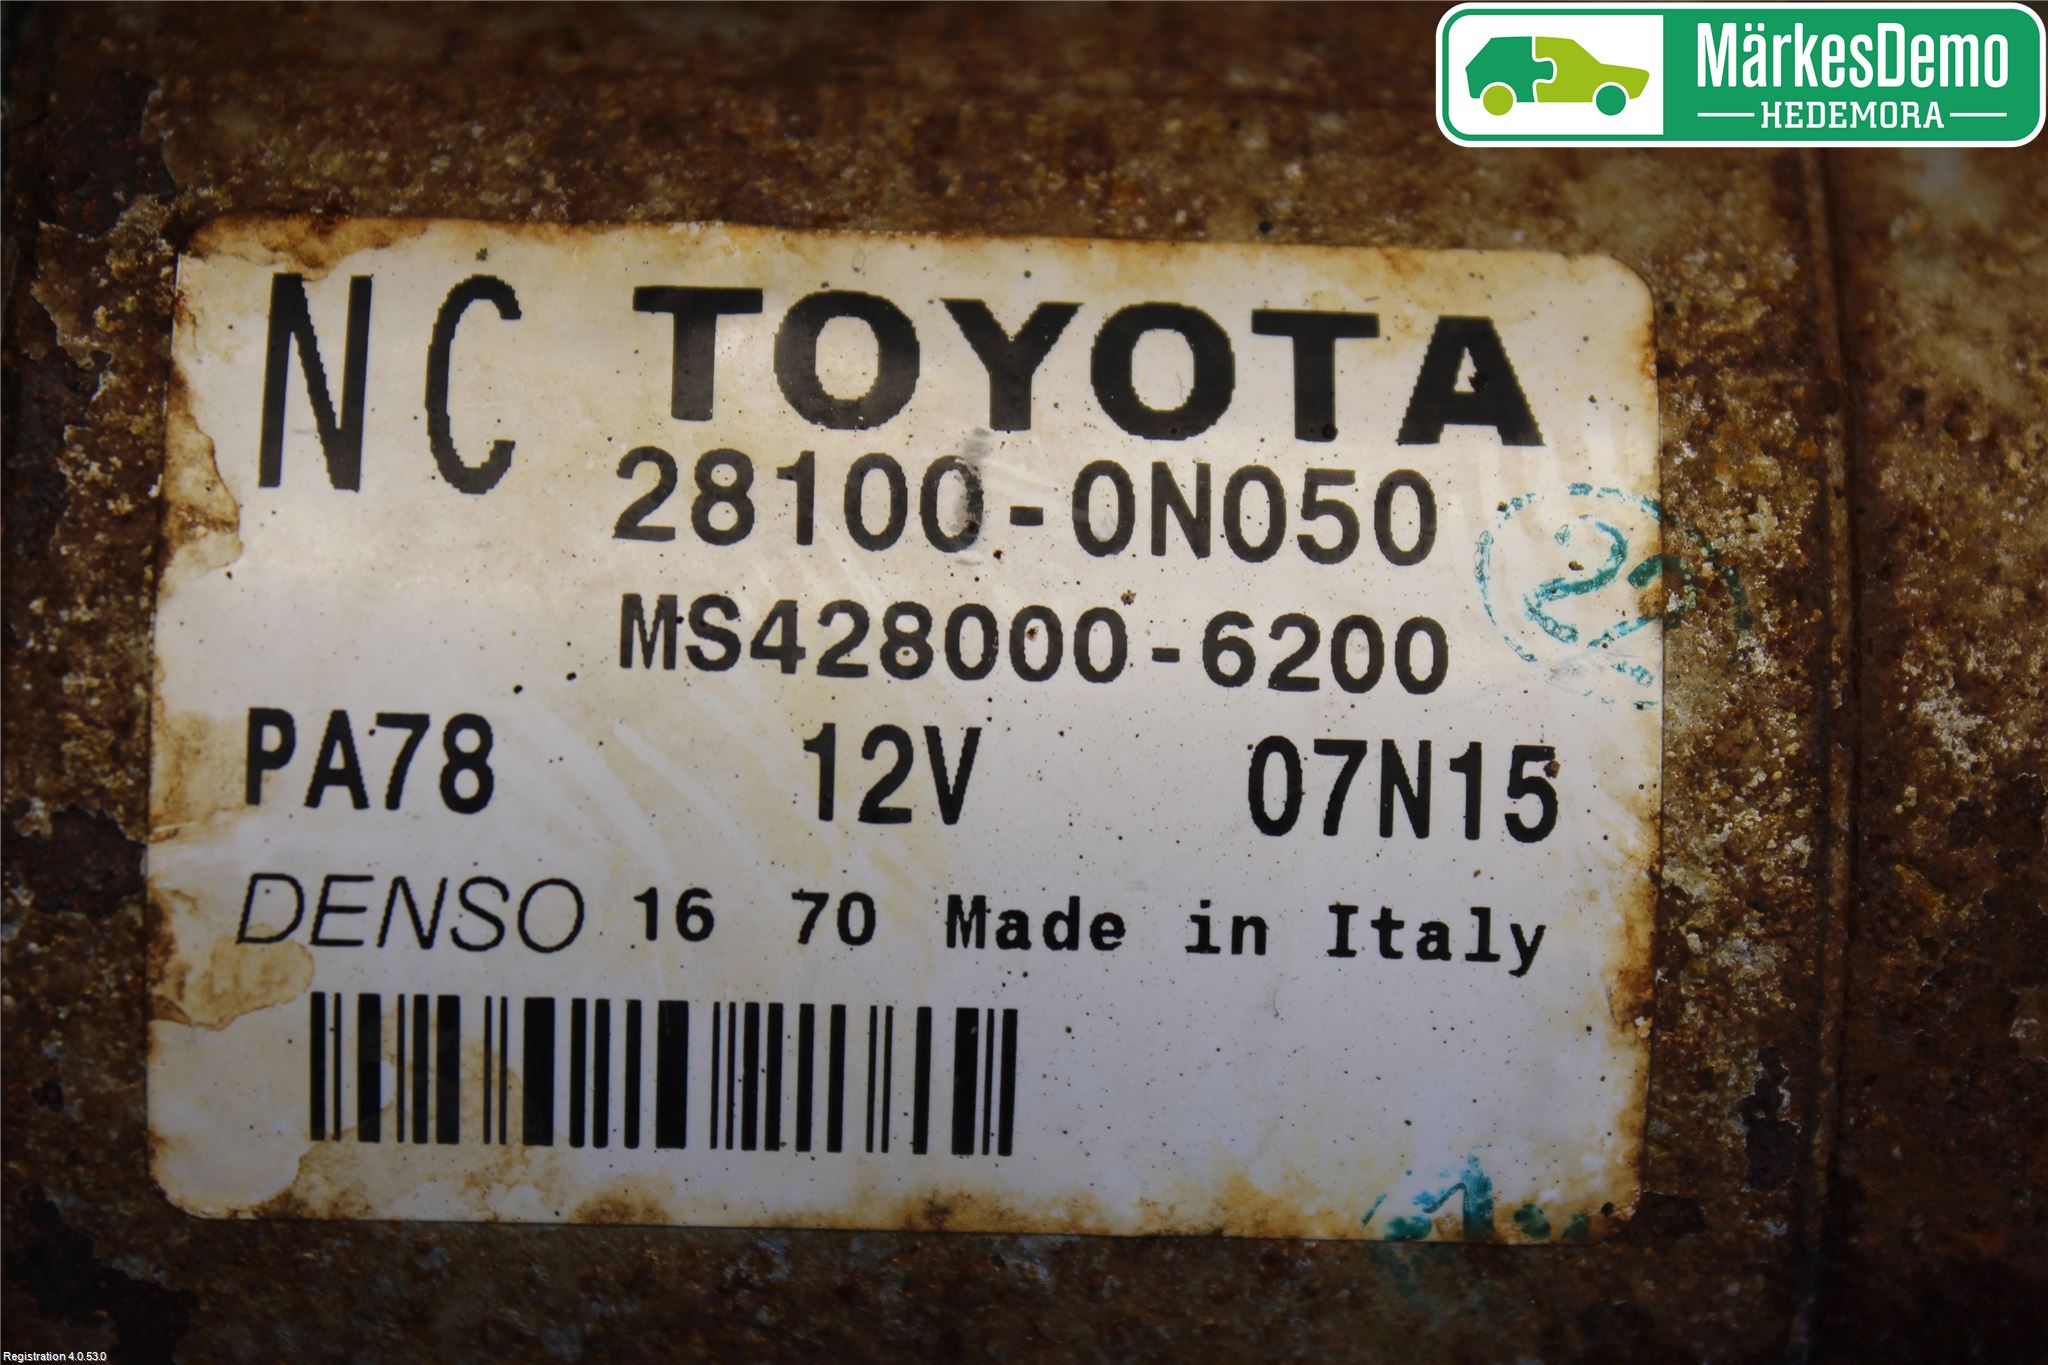 MärkesDemo
HEDEMORA
NC TOYOTA
28100-0N050
MS428000-6200
2
PA78 12V 07N15
DENSO 16 70 Made in Italy
Registration 4.0.53.0